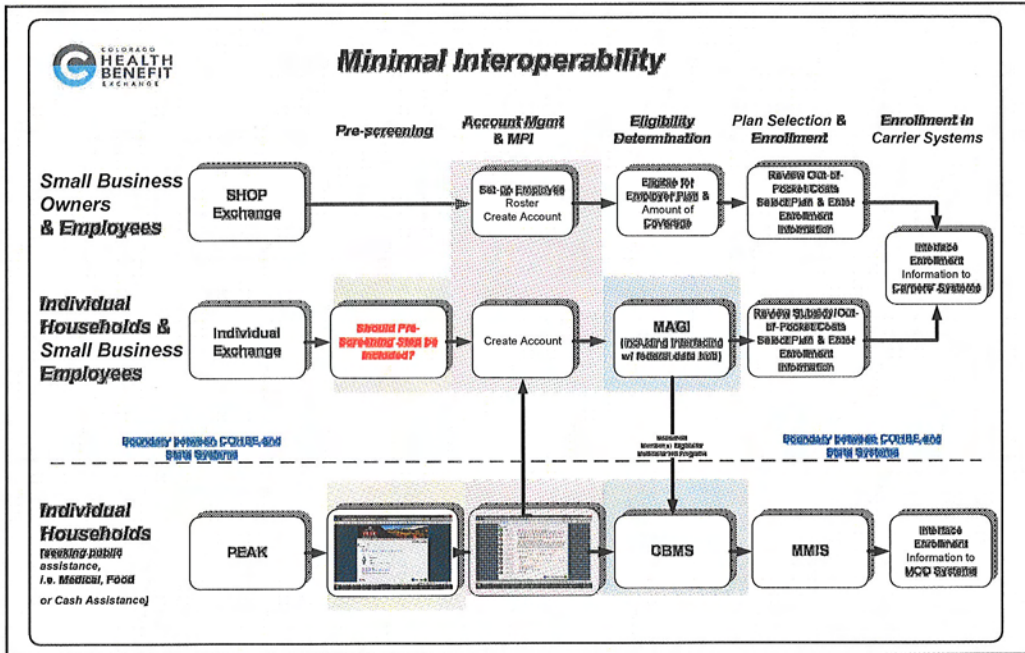 COLORADO
HEALTH
BENEFIT
EXCHANGE
Minimal Interoperability
Pre-screening
Account Mgmt
& MPI
Eligibility
Determination
Plan Selection &
Enrollment
Enrollment in
Carrier Systems
Small Business
Owners
& Employees
SHOP
Exchange
Set-up Employee
Roster
Create Account
Eligible for
Employer Plan &
Amount of
Coverage
Review Out-of-
Pocket Costs
Select Plan & Enter
Enrollment
Information
Interface
Enrollment
Information to
Carriers' Systems
Individual
Households &
Small Business
Employees
Individual
Exchange
Should Pre-
Screening Step be
Included?
Create Account
MAGI
(including interfacing
w/ federal data hub)
Review Subsidy/Out-
of-Pocket Costs
Select Plan & Enter
Enrollment
Information
Boundary between COHBE and
State Systems
Boundary between COHBE and
State Systems
Individual
Households
(seeking public
assistance,
i.e. Medical, Food
or Cash Assistance)
PEAK
CBMS
MMIS
Interface
Enrollment
Information to
MCO Systems